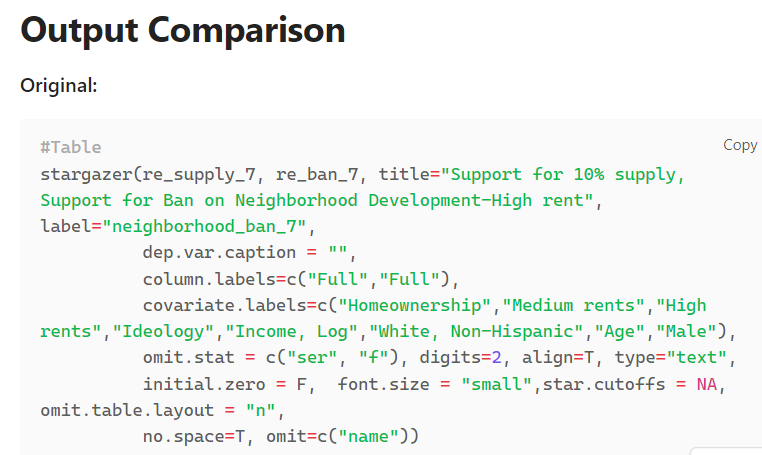 Output Comparison
Original:
Copy
#Table
stargazer(re_supply_7, re_ban_7, title="Support for 10% supply,
Support for Ban on Neighborhood Development-High rent",
label="neighborhood_ban_7",
          dep.var.caption = "",
          column.labels=c("Full","Full"),
          covariate.labels=c("Homeownership","Medium rents","High
rents","Ideology","Income, Log","White, Non-Hispanic","Age","Male"),
          omit.stat = c("ser", "f"), digits=2, align=T, type="text",
          initial.zero = F,  font.size = "small",star.cutoffs = NA,
omit.table.layout = "n",
          no.space=T, omit=c("name"))